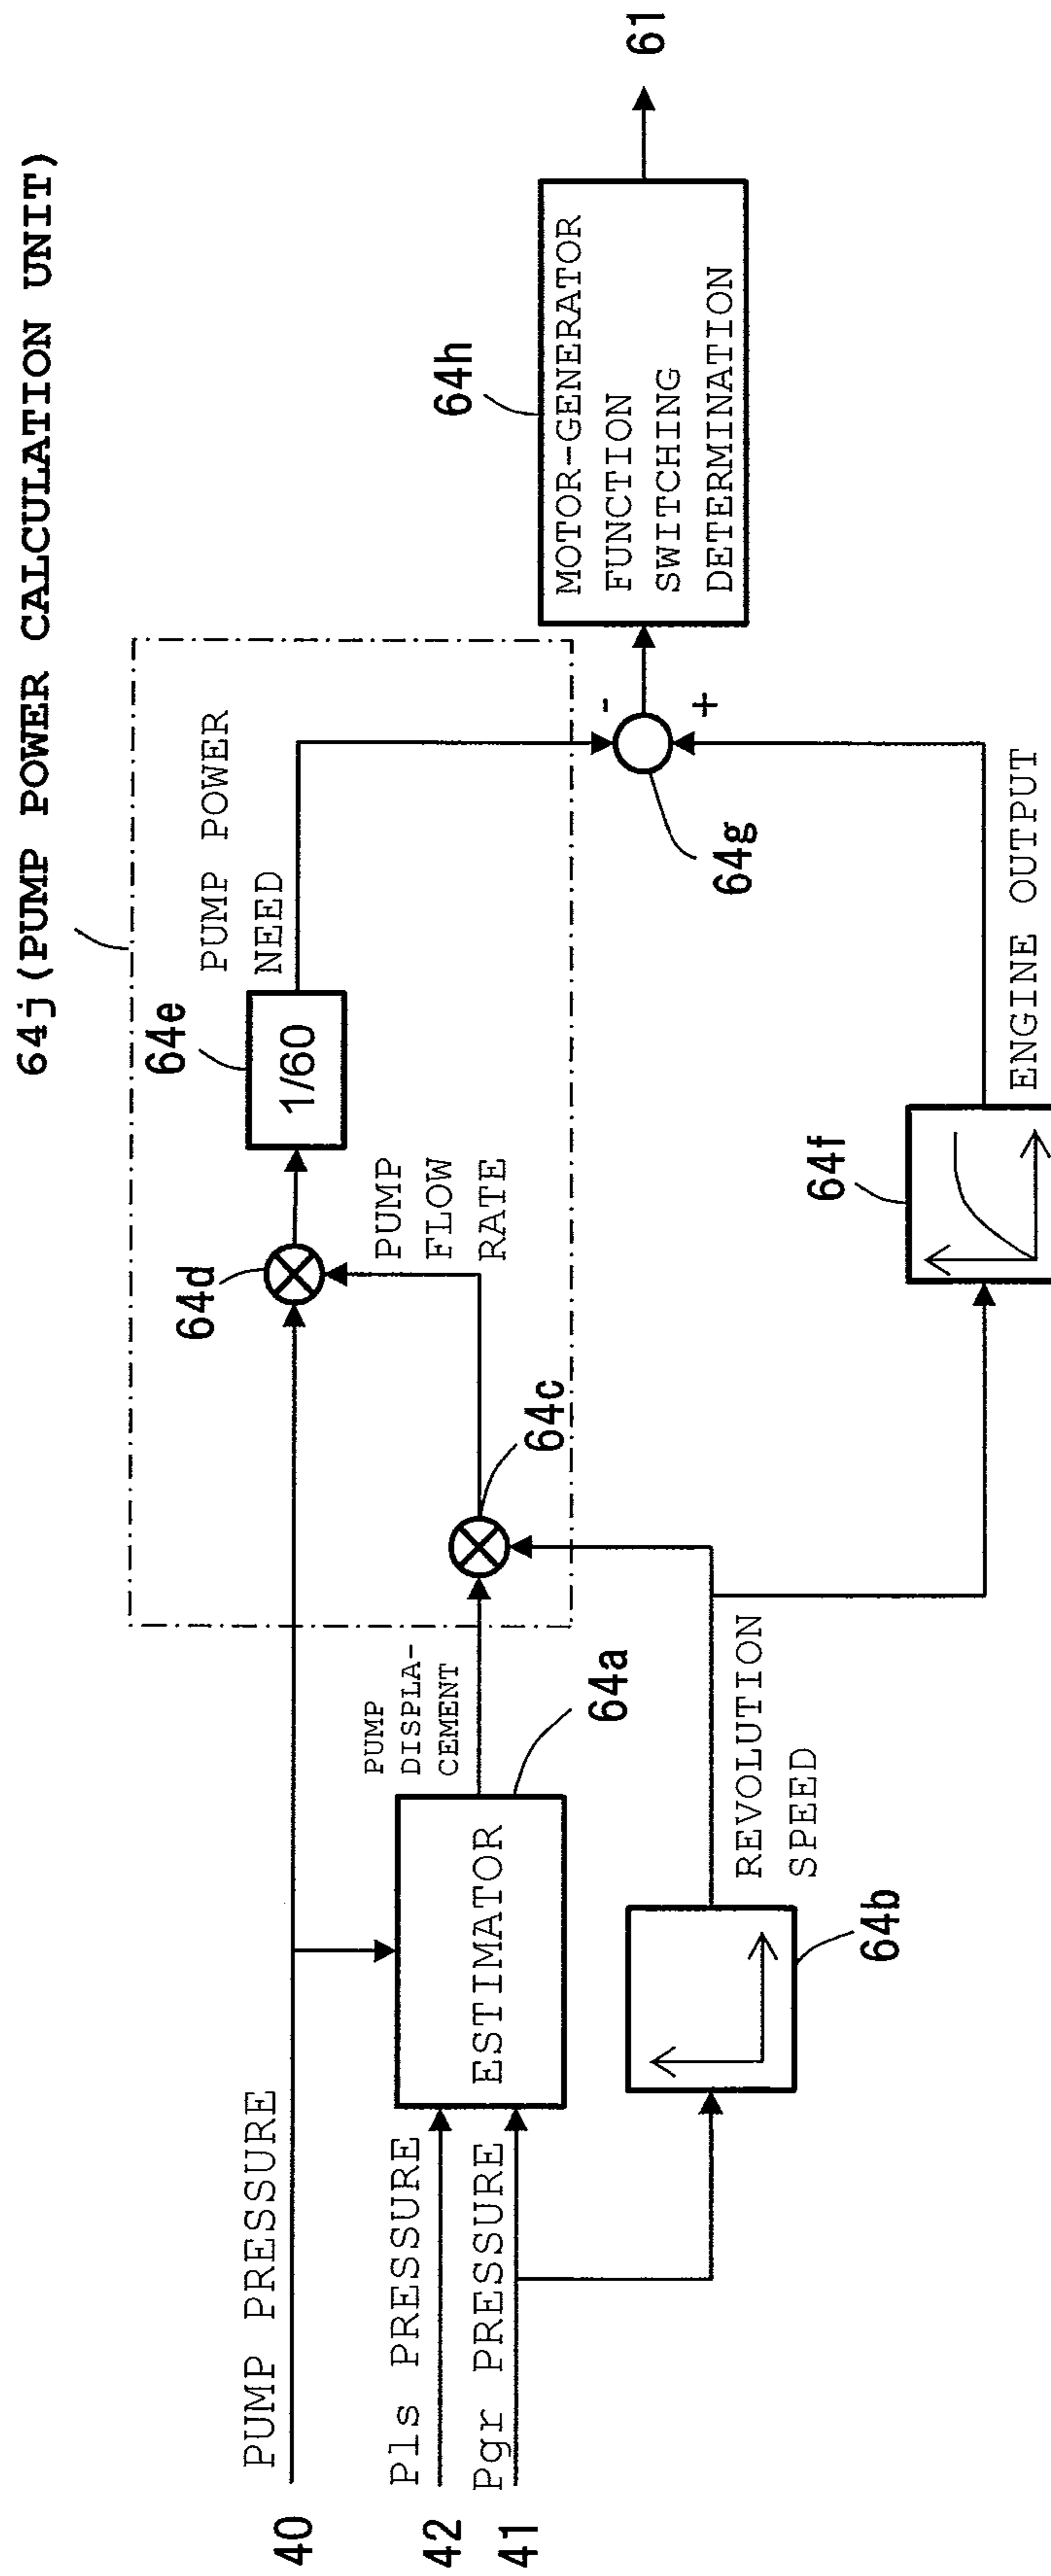 64j(PUMP POWER CALCULATION UNIT)
40
PUMP PRESSURE
42
Pls PRESSURE
41
Pgr PRESSURE
ESTIMATOR
64a
PUMP
DISPLA-
CEMENT
64b
REVOLUTION
SPEED
64c
PUMP
FLOW
RATE
64d
64e
1/60
PUMP POWER
NEED
64f
ENGINE OUTPUT
64g
-
+
64h
MOTOR-GENERATOR
FUNCTION
SWITCHING
DETERMINATION
61